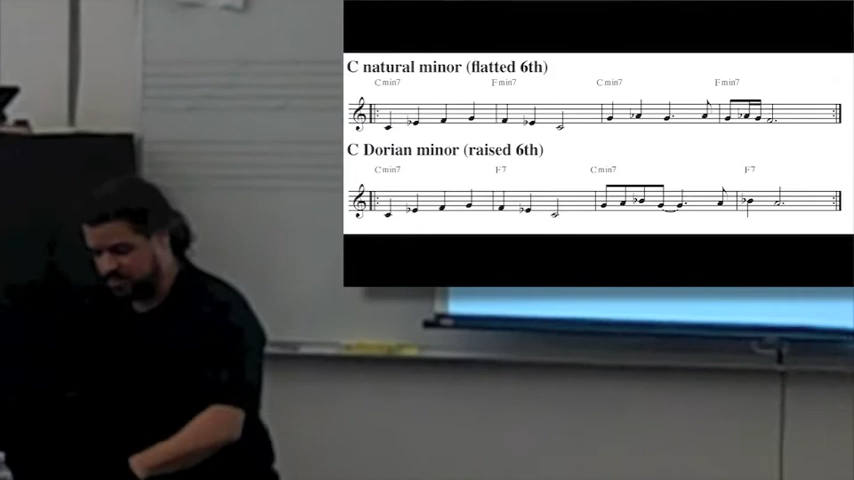 C natural minor (flatted 6th)
Cmin7 Fmin7 Cmin7 Fmin7
C Dorian minor (raised 6th)
Cmin7 F7 Cmin7 F7